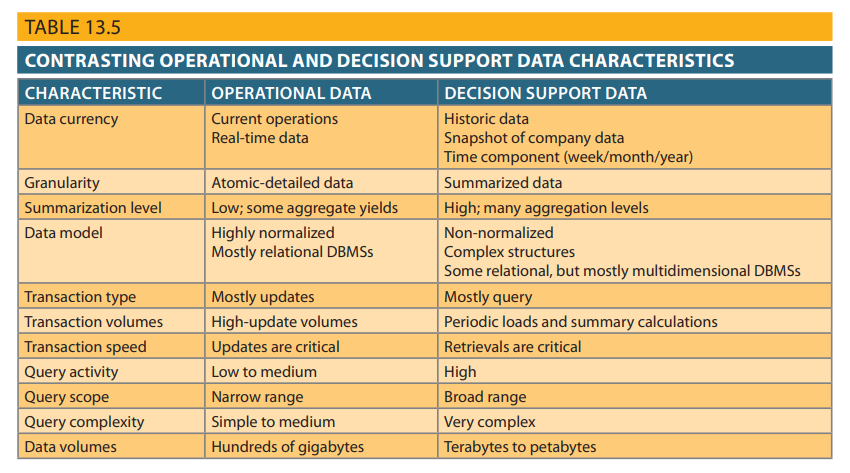 TABLE 13.5
CONTRASTING OPERATIONAL AND DECISION SUPPORT DATA CHARACTERISTICS
CHARACTERISTIC OPERATIONAL DATA DECISION SUPPORT DATA
Data currency Current operations Historic data
Real-time data Snapshot of company data
Time component (week/month/year)
Granularity Atomic-detailed data Summarized data
Summarization level Low; some aggregate yields High; many aggregation levels
Data model Highly normalized Non-normalized
Mostly relational DBMSs Complex structures
Some relational, but mostly multidimensional DBMSs
Transaction type Mostly updates Mostly query
Transaction volumes High-update volumes Periodic loads and summary calculations
Transaction speed Updates are critical Retrievals are critical
Query activity Low to medium High
Query scope Narrow range Broad range
Query complexity Simple to medium Very complex
Data volumes Hundreds of gigabytes Terabytes to petabytes